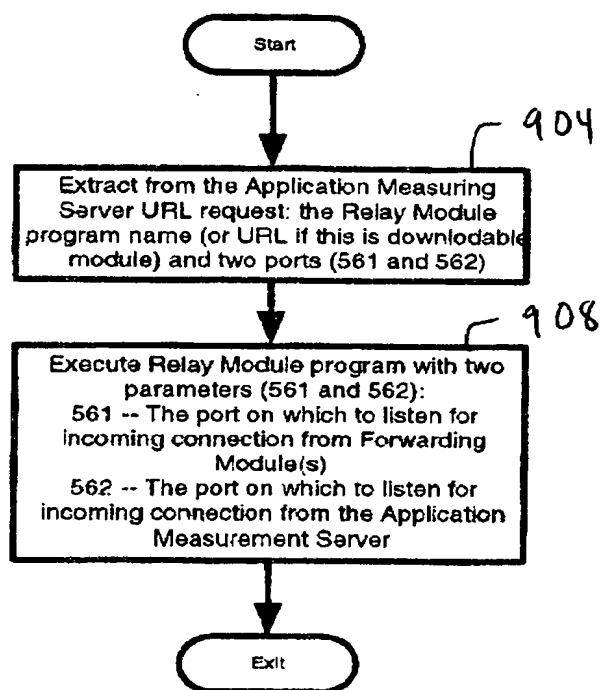 Start
904
Extract from the Application Measuring
Server URL request: the Relay Module
program name (or URL if this is downlodable
module) and two ports (561 and 562)
908
Execute Relay Module program with two
parameters (561 and 562):
561 -- The port on which to listen for
incoming connection from Forwarding
Module(s)
562 -- The port on which to listen for
incoming connection from the Application
Measurement Server
Exit